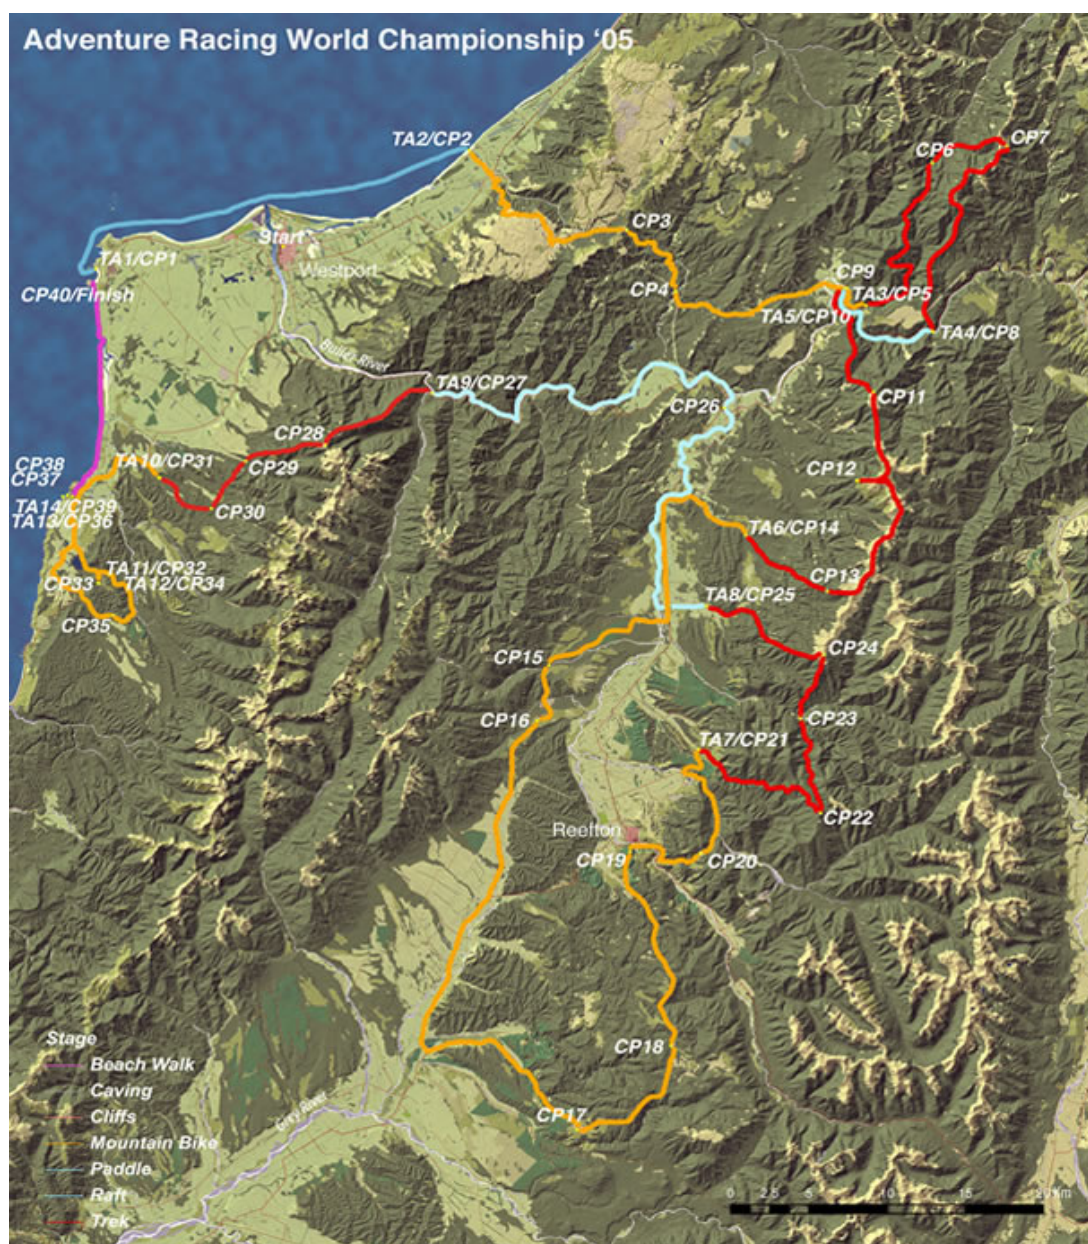 Adventure Racing World Championship ‘05
TA2/CP2
CP7
CP6
CP3
Start
TA1/CP1
Westport
CP9
CP40/Finish
CP4
TA3/CP5
TA5/CP10
TA4/CP8
Buller River
TA9/CP27
CP11
CP26
CP28
TA10/CP31
CP29
CP38
CP37
CP12
TA14/CP39
CP30
TA13/CP36
TA6/CP14
TA11/CP32
CP33
TA12/CP34
CP13
TA8/CP25
CP35
CP24
CP15
CP16
CP23
TA7/CP21
CP22
Reefton
CP19
CP20
CP18
CP17
Grey River
Stage
Beach Walk
Caving
Cliffs
Mountain Bike
Paddle
Raft
Trek
0 2.5 5 10 15 20 Km